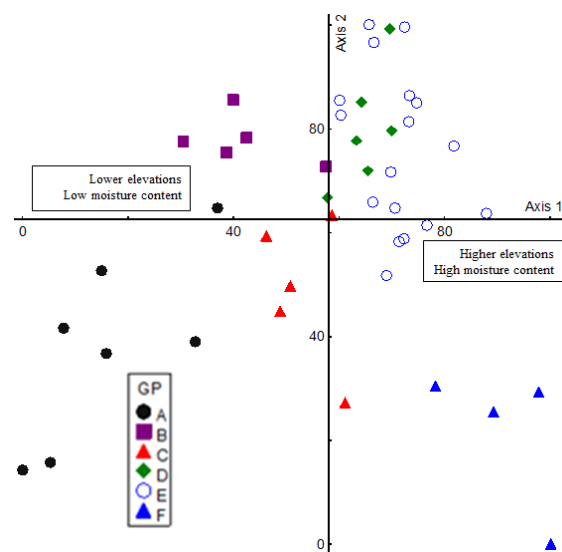 Axis 2
80
Lower elevations
Low moisture content
Axis 1
0
40
80
Higher elevations
High moisture content
40
GP
A
B
C
D
E
F
0